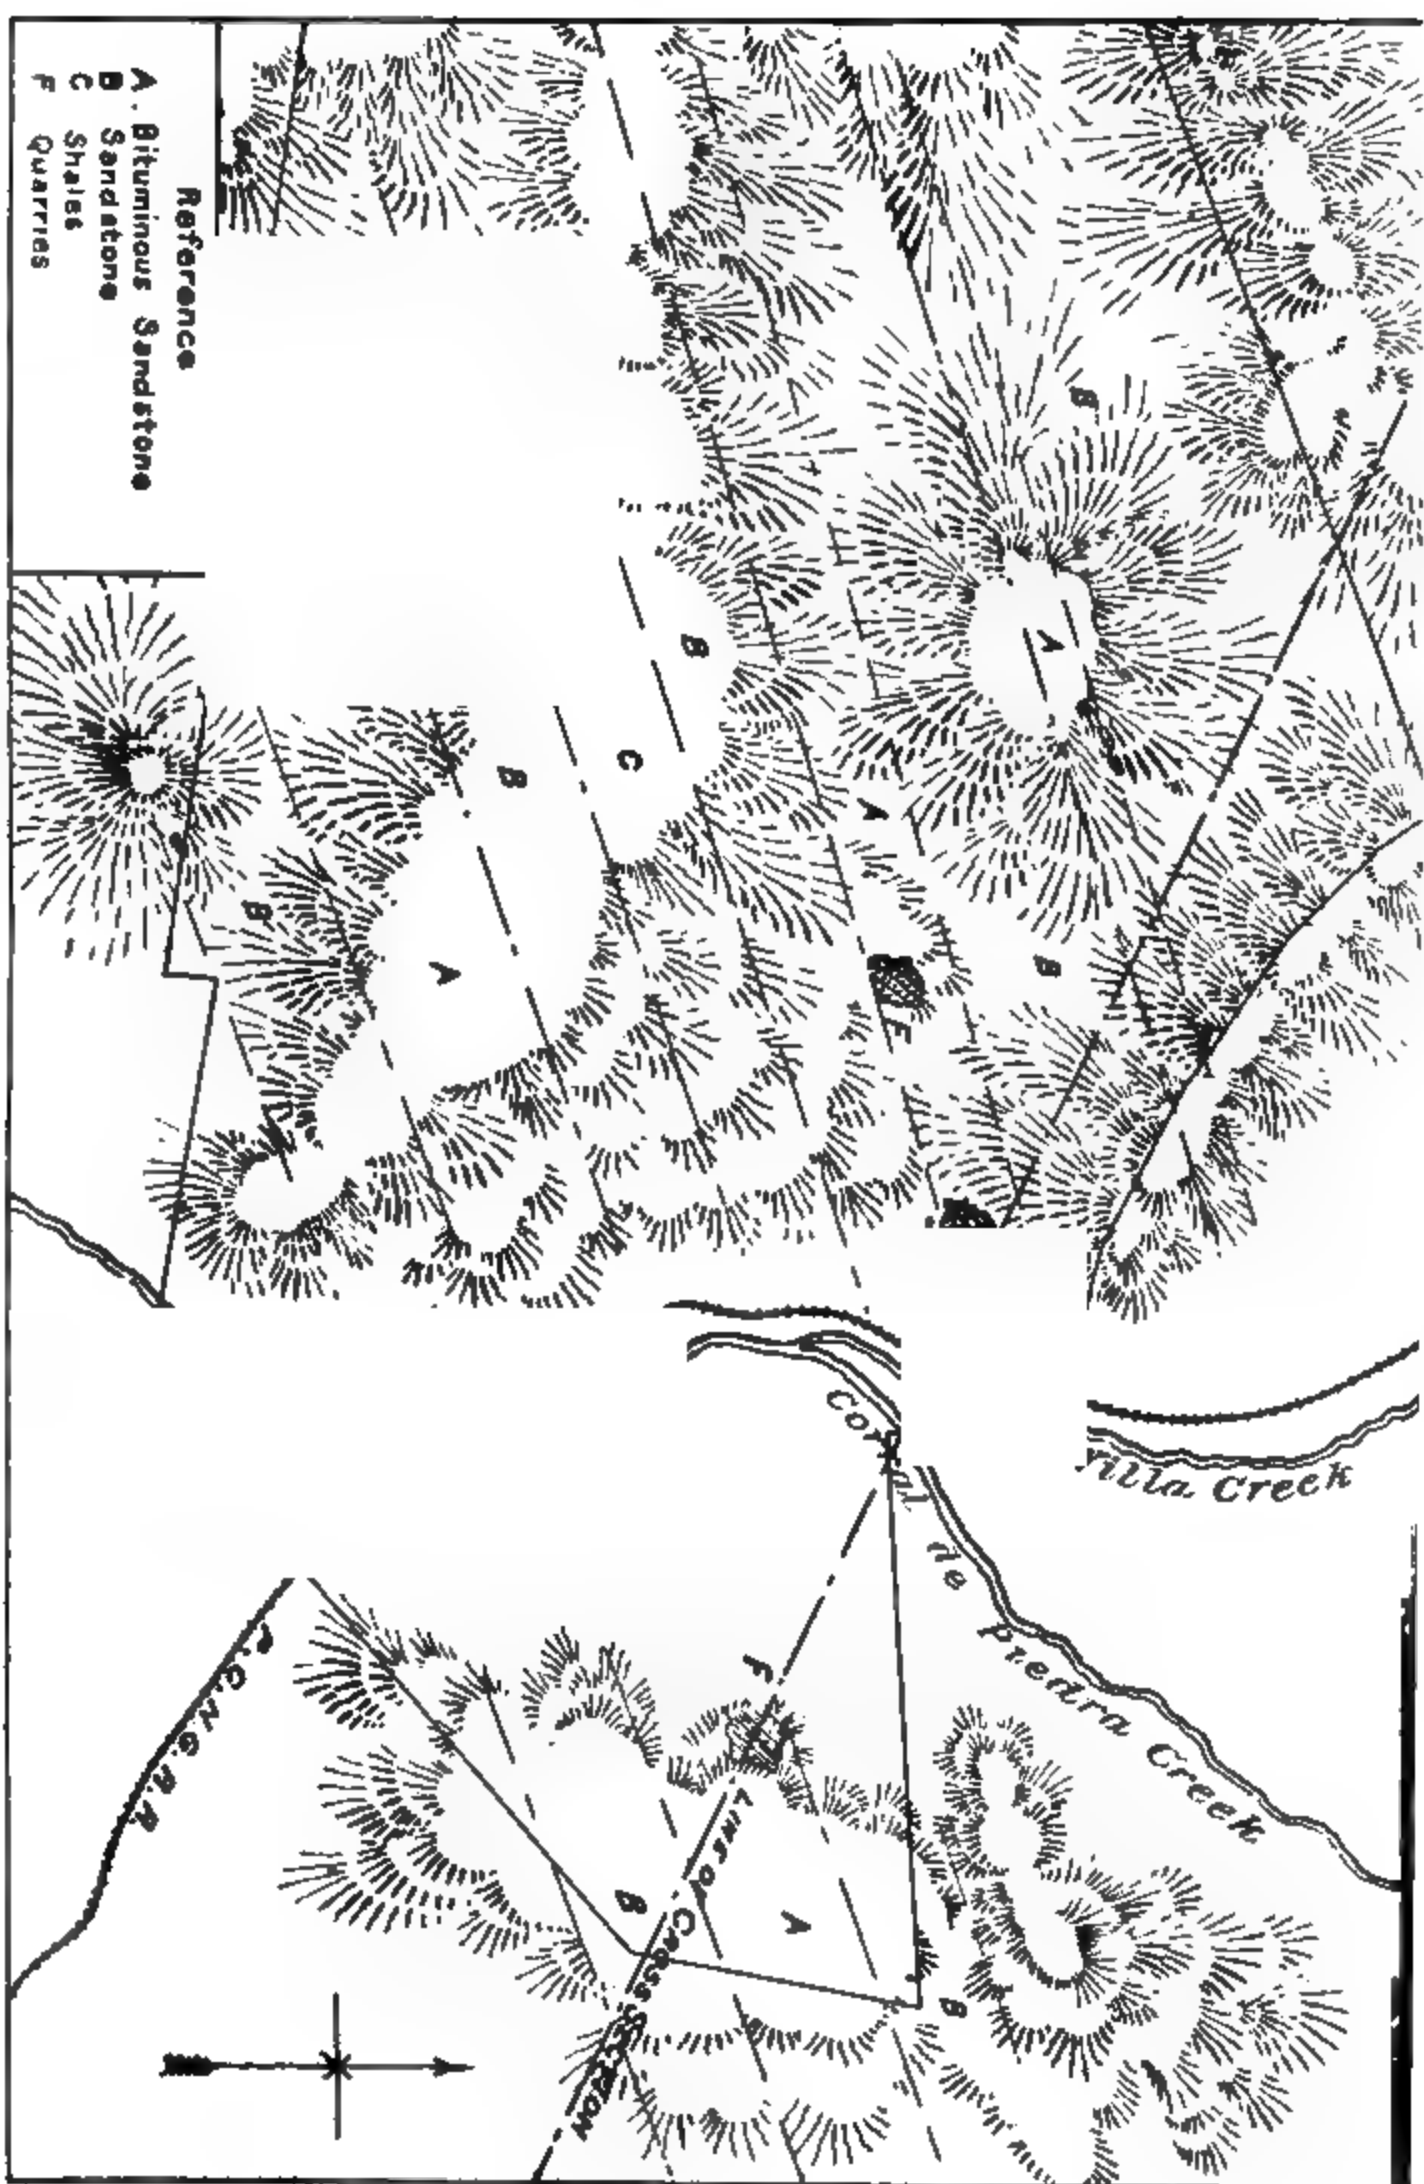 Reference
A. Bituminous Sandstone
B Sandstone
C Shales
F Quarries
B
B
A
C
B
A
B
A
B
F
villa Creek
Corral de Piedra Creek
F
P.C.N.G.R.R.
LINE OF CROSS SECTION
B
A
B